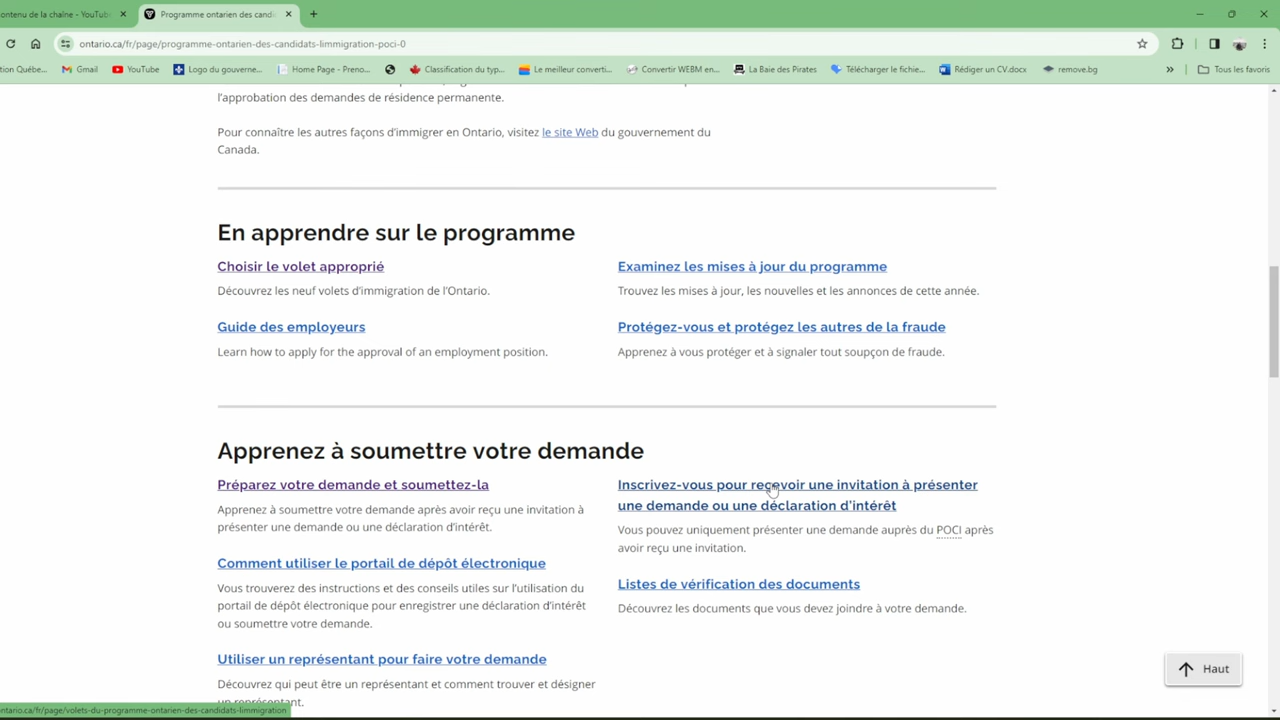 ontenu de la chaîne - YouTub
Programme ontarien des candi
ontario.ca/fr/page/programme-ontarien-des-candidats-limmigration-poci-0
tion Québe...
Gmail
YouTube
Logo du gouverne...
Home Page - Preno...
Classification du typ...
Le meilleur converti...
Convertir WEBM en...
La Baie des Pirates
Télécharger le fichie...
Rédiger un CV.docx
remove.bg
Tous les favoris
l'approbation des demandes de résidence permanente.
Pour connaître les autres façons d'immigrer en Ontario, visitez le site Web du gouvernement du
Canada.
En apprendre sur le programme
Choisir le volet approprié
Découvrez les neuf volets d'immigration de l'Ontario.
Examinez les mises à jour du programme
Trouvez les mises à jour, les nouvelles et les annonces de cette année.
Guide des employeurs
Learn how to apply for the approval of an employment position.
Protégez-vous et protégez les autres de la fraude
Apprenez à vous protéger et à signaler tout soupçon de fraude.
Apprenez à soumettre votre demande
Préparez votre demande et soumettez-la
Apprenez à soumettre votre demande après avoir reçu une invitation à
présenter une demande ou une déclaration d'intérêt.
Inscrivez-vous pour recevoir une invitation à présenter
une demande ou une déclaration d'intérêt
Vous pouvez uniquement présenter une demande auprès du POCI après
avoir reçu une invitation.
Comment utiliser le portail de dépôt électronique
Vous trouverez des instructions et des conseils utiles sur l'utilisation du
portail de dépôt électronique pour enregistrer une déclaration d'intérêt
ou soumettre votre demande.
Listes de vérification des documents
Découvrez les documents que vous devez joindre à votre demande.
Utiliser un représentant pour faire votre demande
Découvrez qui peut être un représentant et comment trouver et désigner
un représentant.
Haut
ontario.ca/fr/page/volets-du-programme-ontarien-des-candidats-limmigration